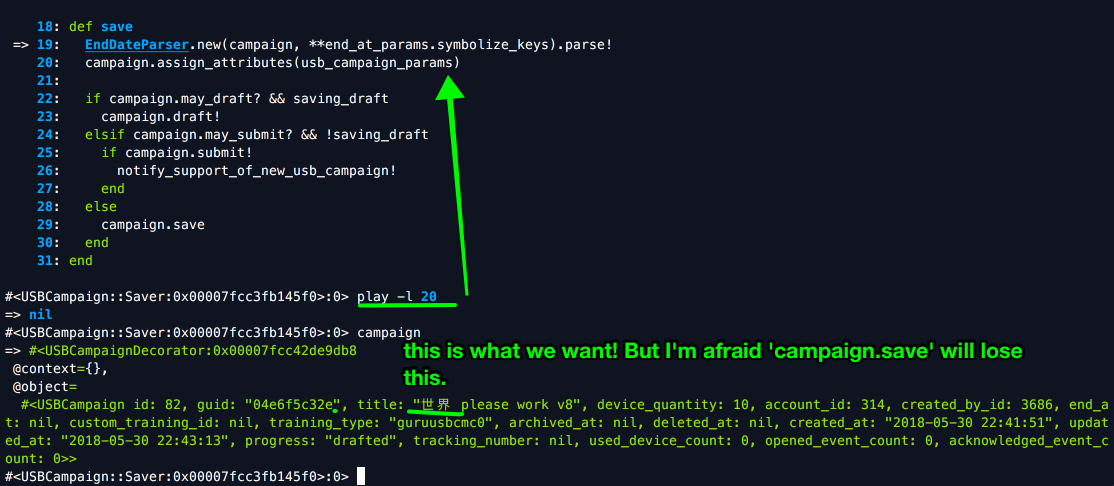 18: def save
=> 19:   EndDateParser.new(campaign, **end_at_params.symbolize_keys).parse!
20:   campaign.assign_attributes(usb_campaign_params)
21:
22:   if campaign.may_draft? && saving_draft
23:     campaign.draft!
24:   elsif campaign.may_submit? && !saving_draft
25:     if campaign.submit!
26:       notify_support_of_new_usb_campaign!
27:     end
28:   else
29:     campaign.save
30:   end
31: end
#<USBCampaign::Saver:0x00007fcc3fb145f0>:0> play -l 20
=> nil
#<USBCampaign::Saver:0x00007fcc3fb145f0>:0> campaign
=> #<USBCampaignDecorator:0x00007fcc42de9db8
this is what we want! But I'm afraid 'campaign.save' will lose
this.
@context={},
@object=
#<USBCampaign id: 82, guid: "04e6f5c32e", title: "世界 please work v8", device_quantity: 10, account_id: 314, created_by_id: 3686, end_a
t: nil, custom_training_id: nil, training_type: "guruusbcmc0", archived_at: nil, deleted_at: nil, created_at: "2018-05-30 22:41:51", updat
ed_at: "2018-05-30 22:43:13", progress: "drafted", tracking_number: nil, used_device_count: 0, opened_event_count: 0, acknowledged_event_c
ount: 0>>
#<USBCampaign::Saver:0x00007fcc3fb145f0>:0>